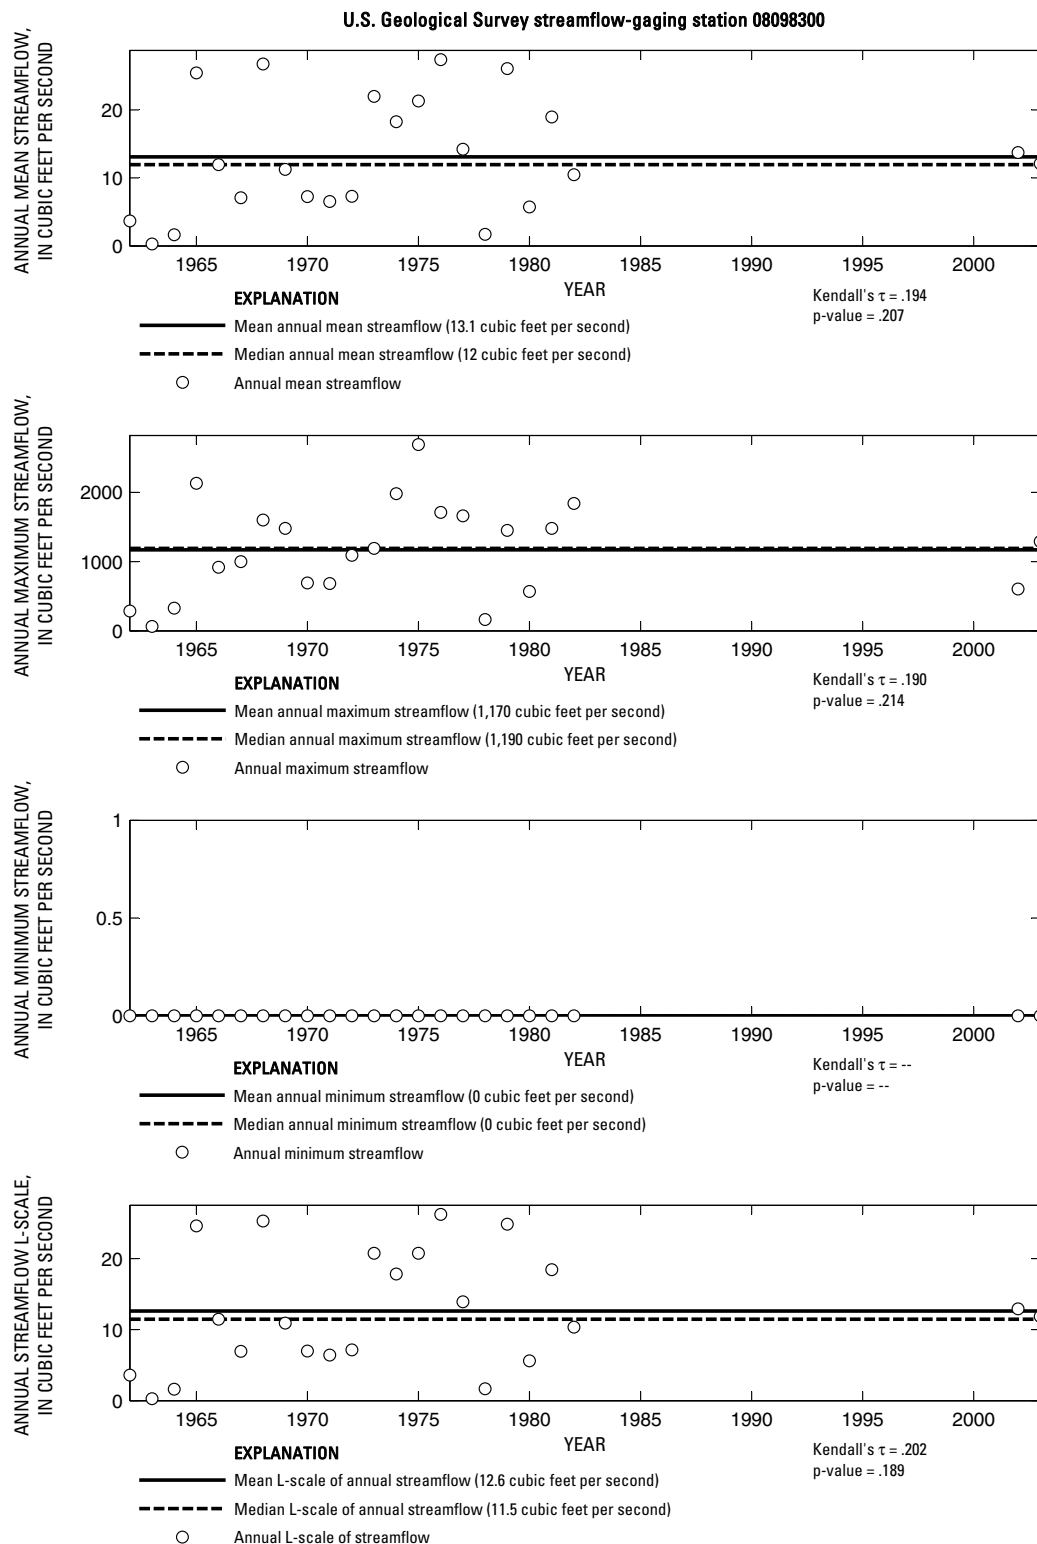 U.S. Geological Survey streamflow-gaging station 08098300
ANNUAL MEAN STREAMFLOW,
IN CUBIC FEET PER SECOND
20
10
0
1965 1970 1975 1980 1985 1990 1995 2000
YEAR
Kendall's τ = .194
p-value = .207
EXPLANATION
Mean annual mean streamflow (13.1 cubic feet per second)
Median annual mean streamflow (12 cubic feet per second)
Annual mean streamflow
ANNUAL MAXIMUM STREAMFLOW,
IN CUBIC FEET PER SECOND
2000
1000
0
1965 1970 1975 1980 1985 1990 1995 2000
YEAR
Kendall's τ = .190
p-value = .214
EXPLANATION
Mean annual maximum streamflow (1,170 cubic feet per second)
Median annual maximum streamflow (1,190 cubic feet per second)
Annual maximum streamflow
ANNUAL MINIMUM STREAMFLOW,
IN CUBIC FEET PER SECOND
1
0.5
0
1965 1970 1975 1980 1985 1990 1995 2000
YEAR
Kendall's τ = --
p-value = --
EXPLANATION
Mean annual minimum streamflow (0 cubic feet per second)
Median annual minimum streamflow (0 cubic feet per second)
Annual minimum streamflow
ANNUAL STREAMFLOW L-SCALE,
IN CUBIC FEET PER SECOND
20
10
0
1965 1970 1975 1980 1985 1990 1995 2000
YEAR
Kendall's τ = .202
p-value = .189
EXPLANATION
Mean L-scale of annual streamflow (12.6 cubic feet per second)
Median L-scale of annual streamflow (11.5 cubic feet per second)
Annual L-scale of streamflow